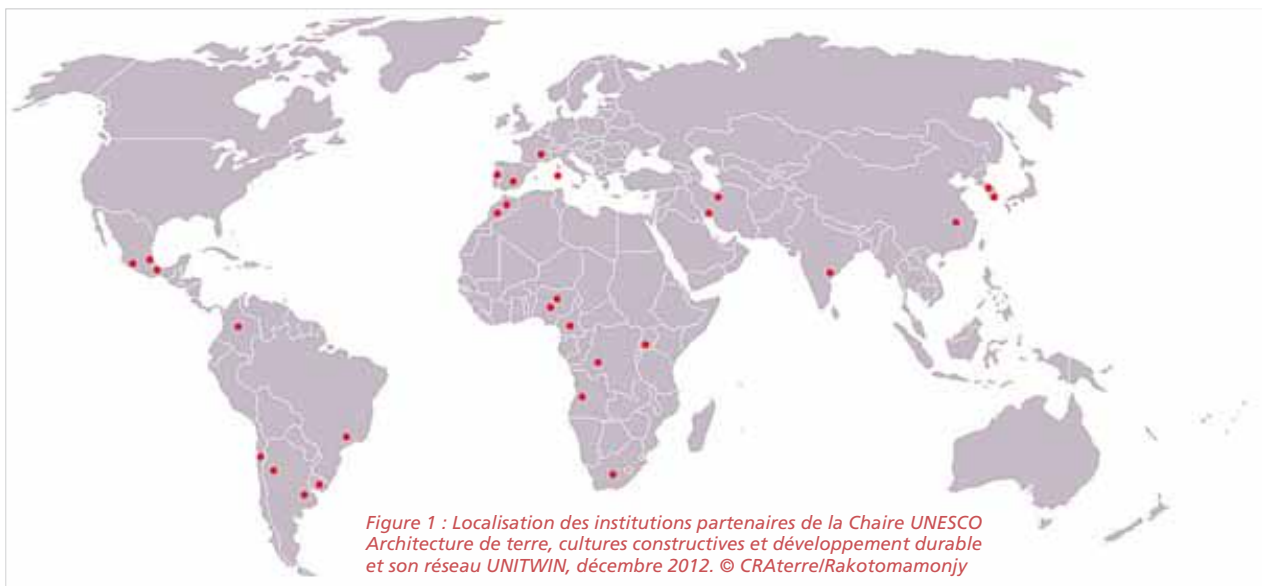 Figure 1 : Localisation des institutions partenaires de la Chaire UNESCO
Architecture de terre, cultures constructives et développement durable
et son réseau UNITWIN, décembre 2012. © CRAterre/Rakotomamonjy